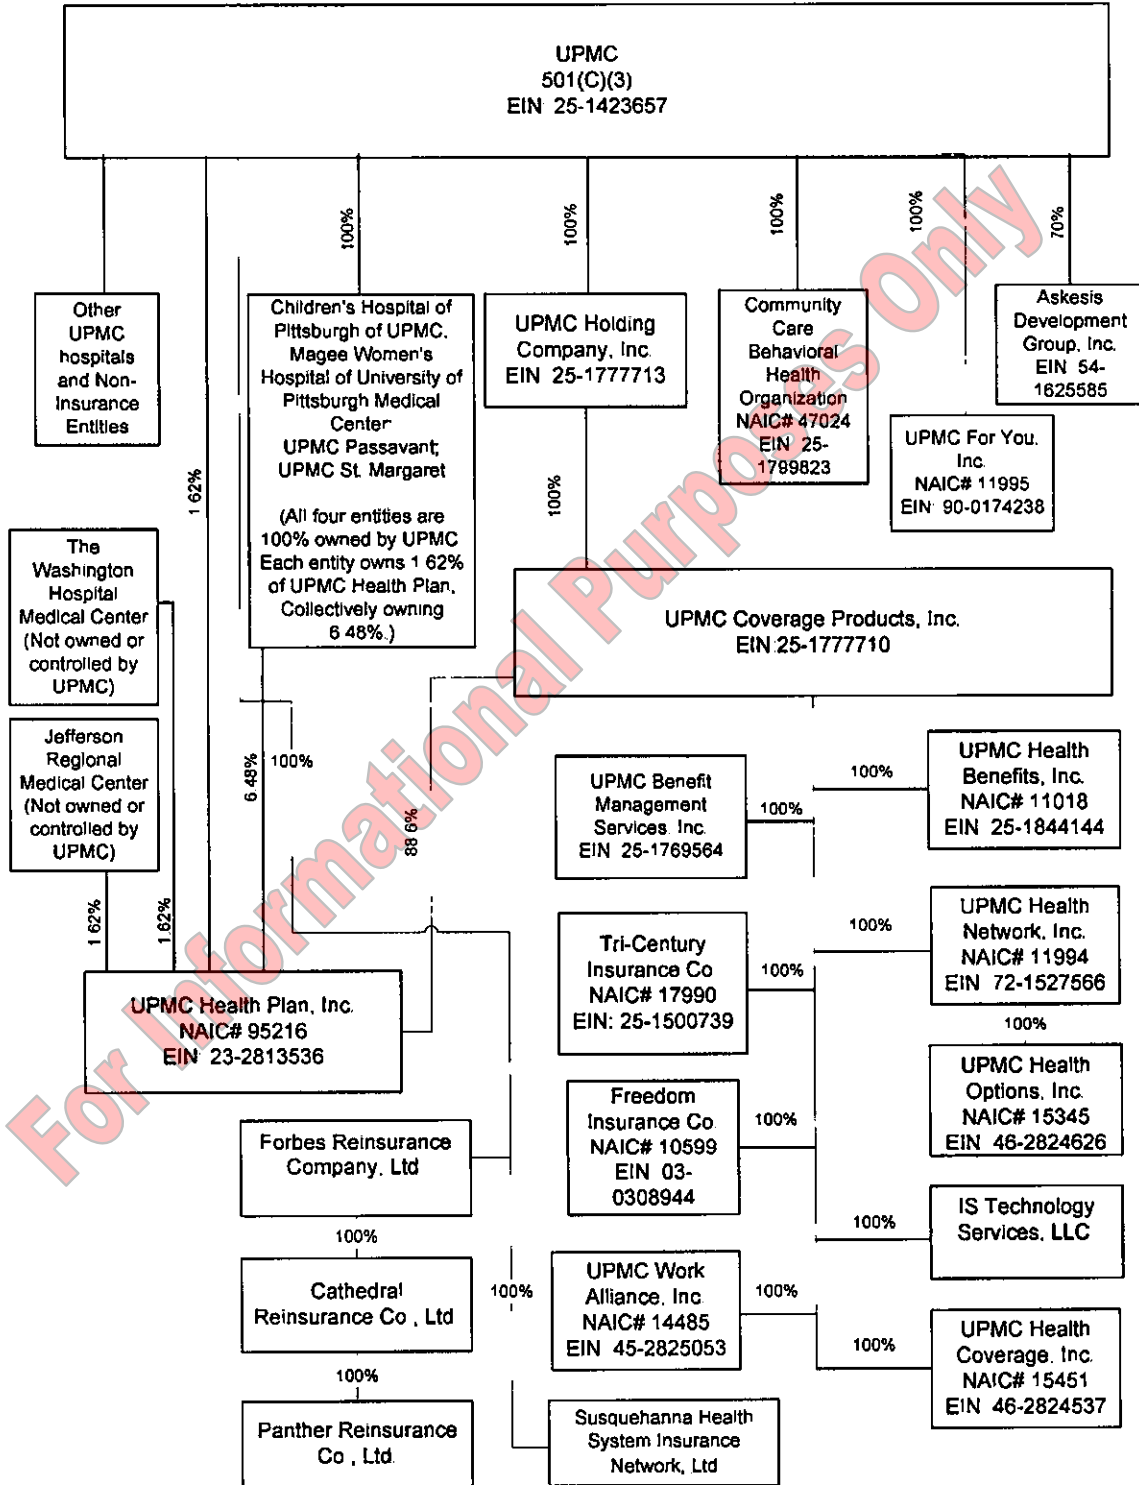 UPMC
501(C)(3)
EIN 25-1423657
100%
100%
100%
100%
70%
1 62%
Other
UPMC
hospitals
and Non-
Insurance
Entities
Children's Hospital of
Pittsburgh of UPMC.
Magee Women's
Hospital of University of
Pittsburgh Medical
Center
UPMC Passavant;
UPMC St. Margaret
(All four entities are
100% owned by UPMC
Each entity owns 1 62%
of UPMC Health Plan,
Collectively owning
6 48%.)
UPMC Holding
Company, Inc.
EIN 25-1777713
Community
Care
Behavioral
Health
Organization
NAIC# 47024
EIN 25-
1799823
Askesis
Development
Group, Inc.
EIN 54-
1625585
UPMC For You.
Inc.
NAIC# 11995
EIN: 90-0174238
100%
The
Washington
Hospital
Medical Center
(Not owned or
controlled by
UPMC)
UPMC Coverage Products, Inc.
EIN:25-1777710
Jefferson
Regional
Medical Center
(Not owned or
controlled by
UPMC)
1 62%
1.62%
6.48%
100%
88 6%
UPMC Benefit
Management
Services, Inc.
EIN 25-1769564
100%
100%
UPMC Health
Benefits, Inc.
NAIC# 11018
EIN 25-1844144
UPMC Health Plan, Inc.
NAIC# 95216
EIN 23-2813536
Tri-Century
Insurance Co
NAIC# 17990
EIN: 25-1500739
100%
100%
UPMC Health
Network, Inc.
NAIC# 11994
EIN 72-1527566
100%
UPMC Health
Options, Inc.
NAIC# 15345
EIN 46-2824626
Forbes Reinsurance
Company, Ltd
Freedom
Insurance Co.
NAIC# 10599
EIN 03-
0308944
100%
100%
IS Technology
Services, LLC
100%
Cathedral
Reinsurance Co , Ltd
100%
UPMC Work
Alliance, Inc.
NAIC# 14485
EIN 45-2825053
100%
100%
UPMC Health
Coverage, Inc.
NAIC# 15451
EIN 46-2824537
100%
Panther Reinsurance
Co , Ltd.
Susquehanna Health
System Insurance
Network, Ltd
For Informational Purposes Only